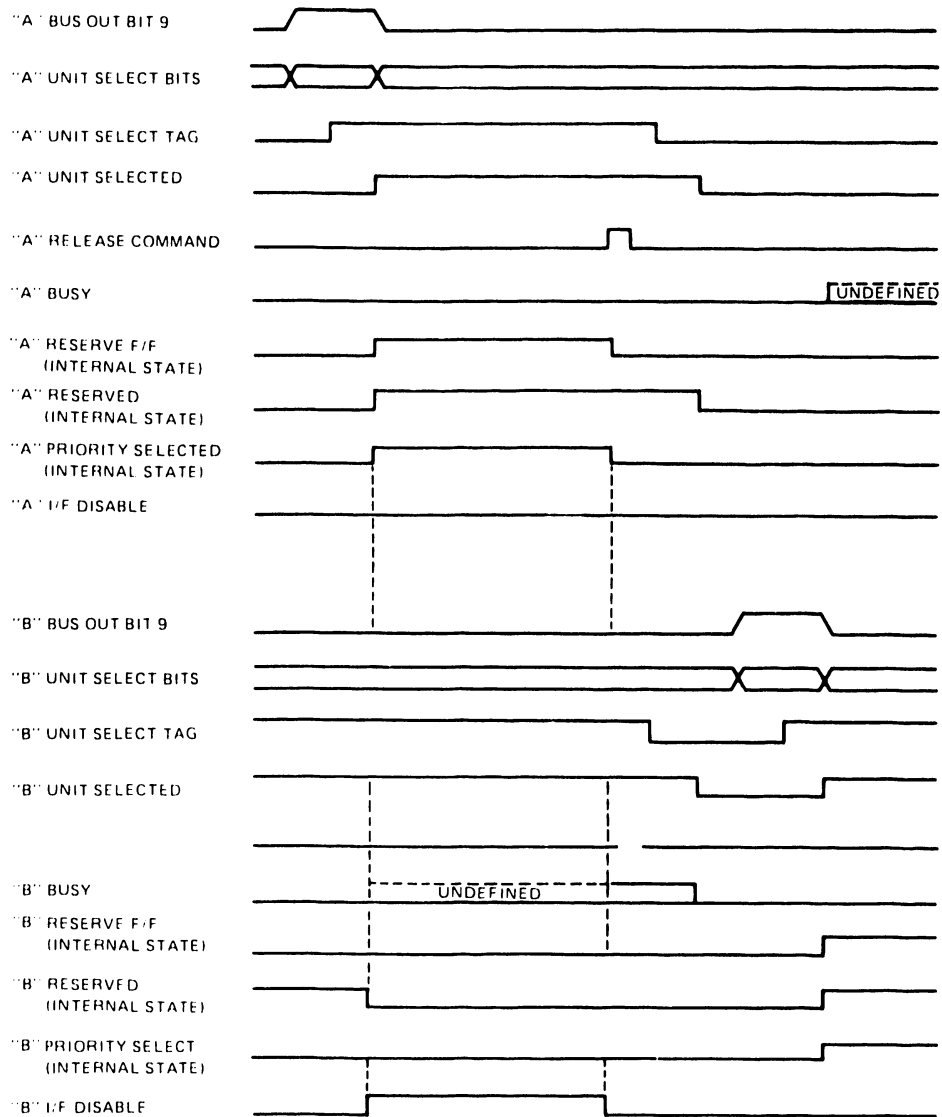 "A" BUS OUT BIT 9
"A" UNIT SELECT BITS
"A" UNIT SELECT TAG
"A" UNIT SELECTED
"A" RELEASE COMMAND
"A" BUSY
UNDEFINED
"A" RESERVE F/F
(INTERNAL STATE)
"A" RESERVED
(INTERNAL STATE)
"A" PRIORITY SELECTED
(INTERNAL STATE)
"A" I/F DISABLE
"B" BUS OUT BIT 9
"B" UNIT SELECT BITS
"B" UNIT SELECT TAG
"B" UNIT SELECTED
"B" BUSY
UNDEFINED
"B" RESERVE F/F
(INTERNAL STATE)
"B" RESERVED
(INTERNAL STATE)
"B" PRIORITY SELECT
(INTERNAL STATE)
"B" I/F DISABLE